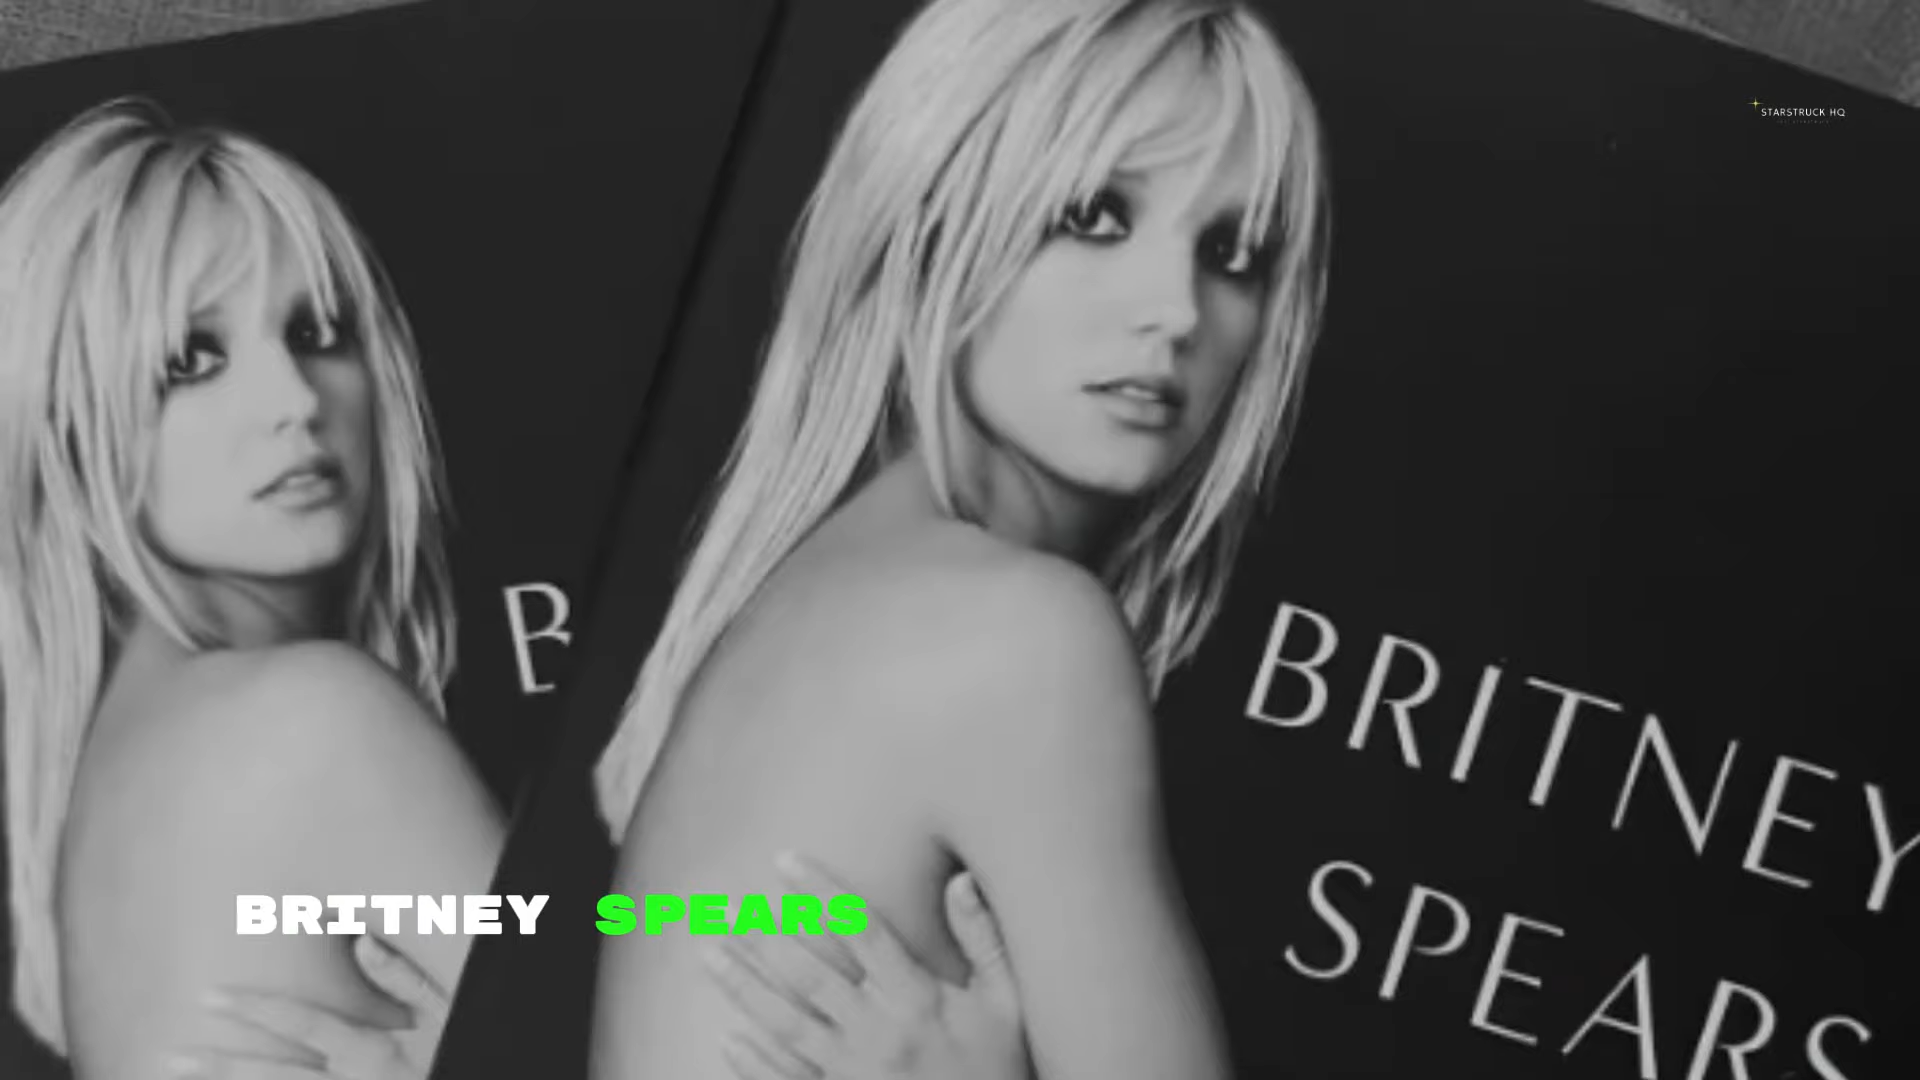 STARSTRUCK HQ
B
BRITNEY
SPEARS
BRITNEY SPEARS